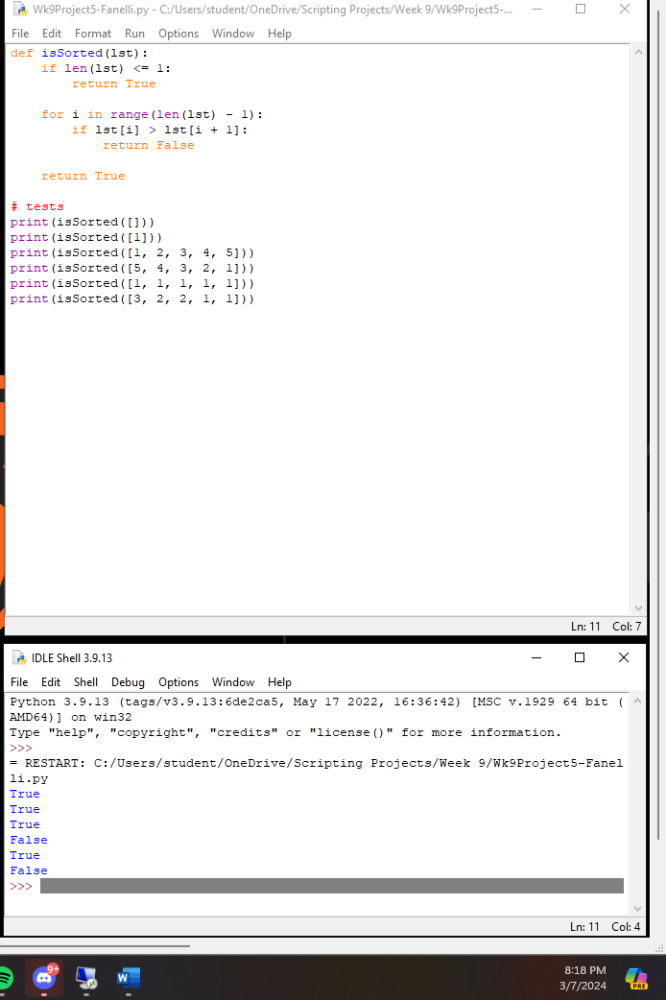 Wk9Project5-Fanelli.py - C:/Users/student/OneDrive/Scripting Projects/Week 9/Wk9Project5-...
File Edit Format Run Options Window Help
def isSorted(lst):
    if len(lst) <= 1:
        return True

    for i in range(len(lst) - 1):
        if lst[i] > lst[i + 1]:
            return False

    return True

# tests
print(isSorted([]))
print(isSorted([1]))
print(isSorted([1, 2, 3, 4, 5]))
print(isSorted([5, 4, 3, 2, 1]))
print(isSorted([1, 1, 1, 1, 1]))
print(isSorted([3, 2, 2, 1, 1]))
Ln: 11 Col: 7
IDLE Shell 3.9.13
File Edit Shell Debug Options Window Help
Python 3.9.13 (tags/v3.9.13:6de2ca5, May 17 2022, 16:36:42) [MSC v.1929 64 bit (
AMD64)] on win32
Type "help", "copyright", "credits" or "license()" for more information.
>>>
= RESTART: C:/Users/student/OneDrive/Scripting Projects/Week 9/Wk9Project5-Fanel
li.py
True
True
True
False
True
False
>>>
Ln: 11 Col: 4
9+
W
8:18 PM
3/7/2024
PRE